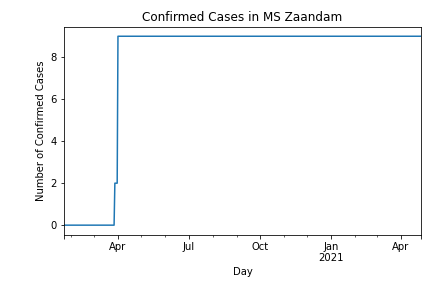 Confirmed Cases in MS Zaandam
Number of Confirmed Cases
8
6
4
2
0
Apr Jul Oct Jan Apr
2021
Day